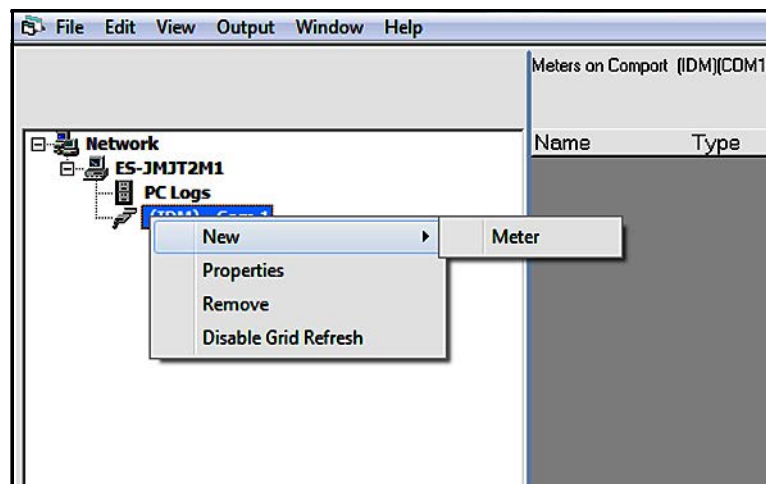 File Edit View Output Window Help
Meters on Comport (IDM)(COM1
Name Type
Network
ES-JMJT2M1
PC Logs
New
Meter
Properties
Remove
Disable Grid Refresh